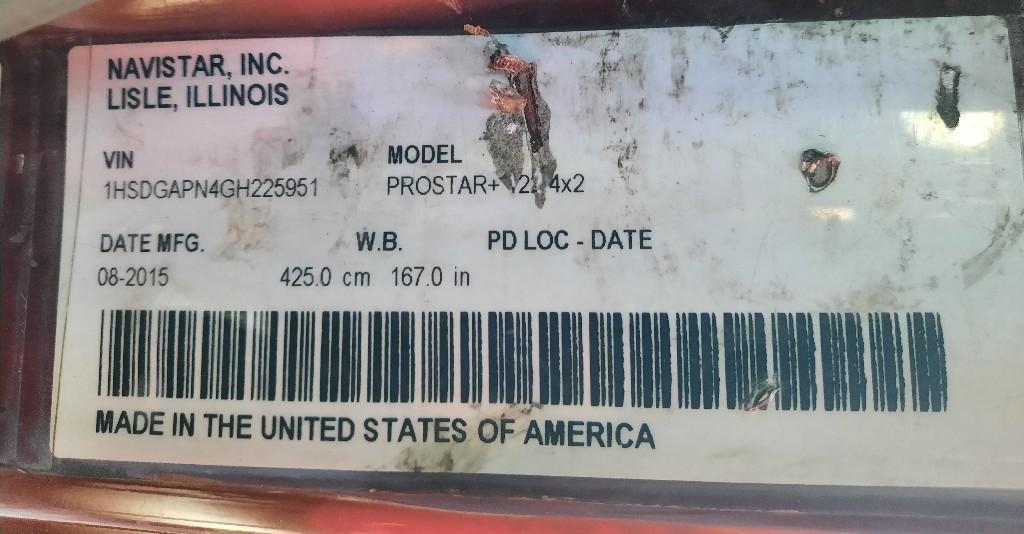 NAVISTAR, INC.
LISLE, ILLINOIS
VIN MODEL
1HSDGAPN4GH225951 PROSTAR+ 4x2
DATE MFG. W.B. PD LOC - DATE
08-2015 425.0 cm 167.0 in
MADE IN THE UNITED STATES OF AMERICA